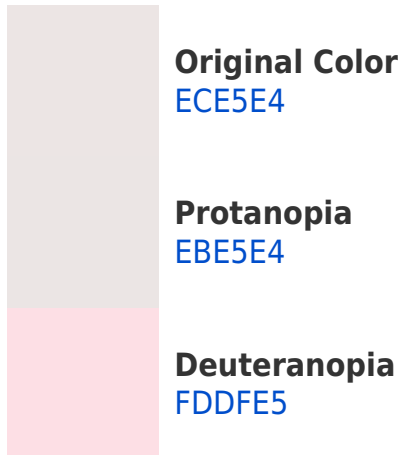 Original Color
ECE5E4
Protanopia
EBE5E4
Deuteranopia
FDDFE5